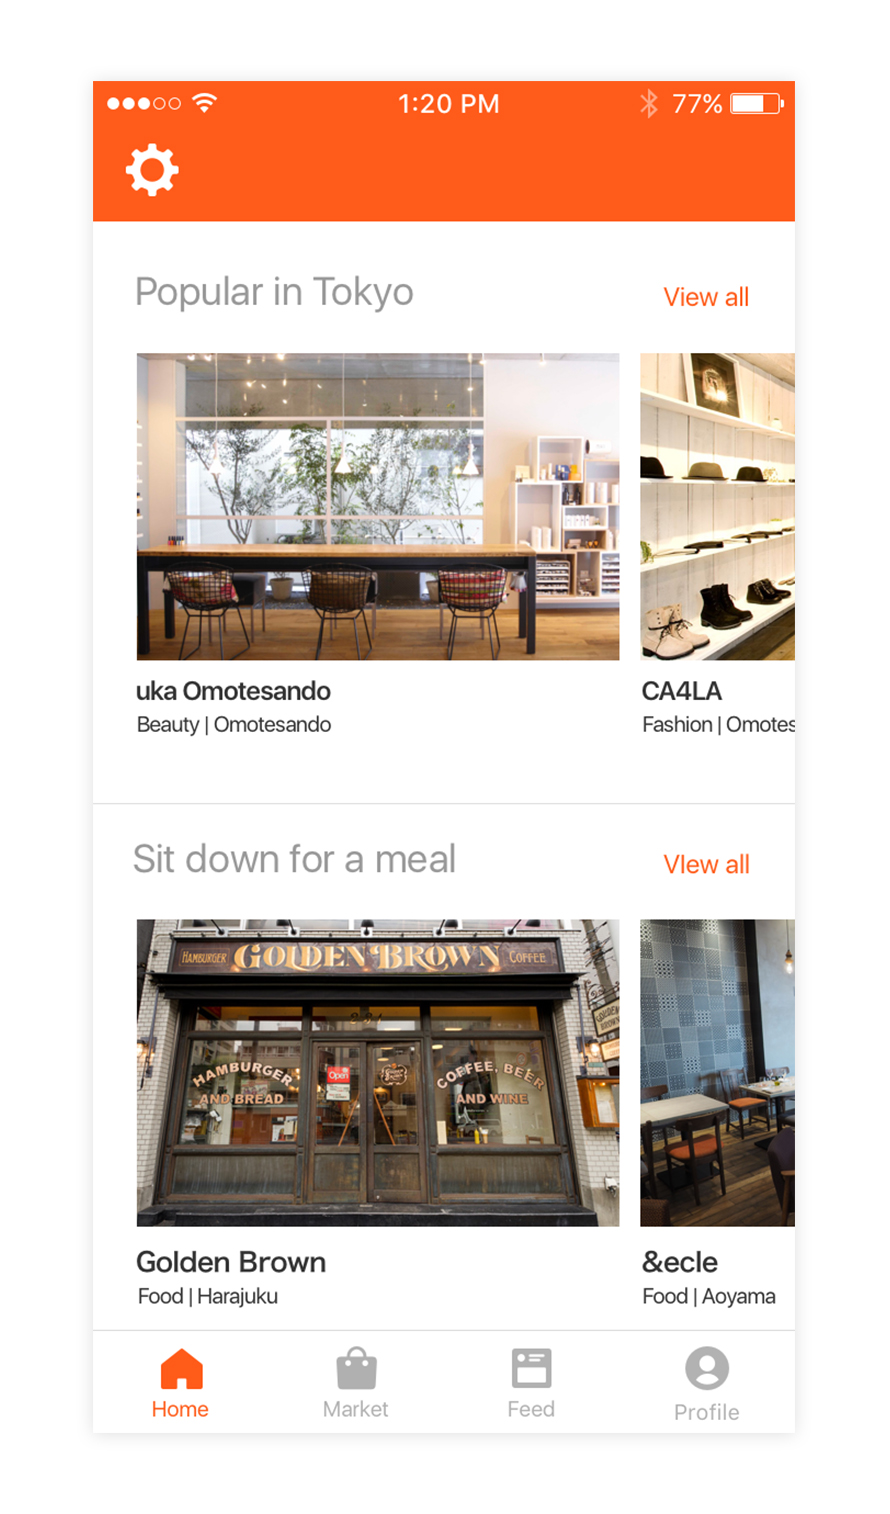 1:20 PM
77%
Popular in Tokyo
View all
uka Omotesando
Beauty | Omotesando
CA4LA
Fashion | Omotes
Sit down for a meal
VIew all
HAMBURGER
GOLDEN BROWN
COFFEE
HAMBURGER
AND BREAD
Open
COFFEE, BEER
AND WINE
Golden Brown
Food | Harajuku
&ecle
Food | Aoyama
Home
Market
Feed
Profile